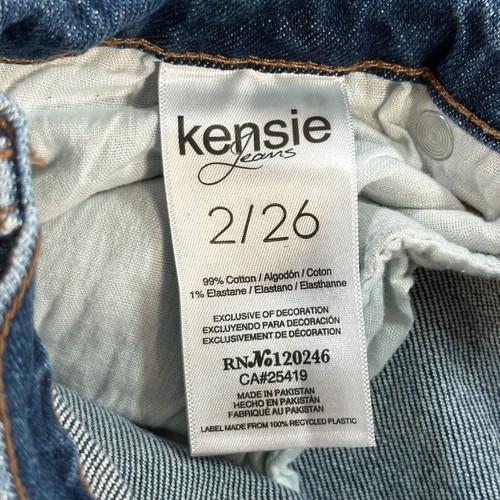 kensie
Jeans
2/26
99% Cotton / Algodón / Coton
1% Elastane / Elastano / Elasthanne
EXCLUSIVE OF DECORATION
EXCLUYENDO PARA DECORACIÓN
EXCLUSIVEMENT DE DÉCORATION
RN№120246
CA#25419
MADE IN PAKISTAN
HECHO EN PAKISTÁN
FABRIQUÉ AU PAKISTAN
LABEL MADE FROM 100% RECYCLED PLASTIC